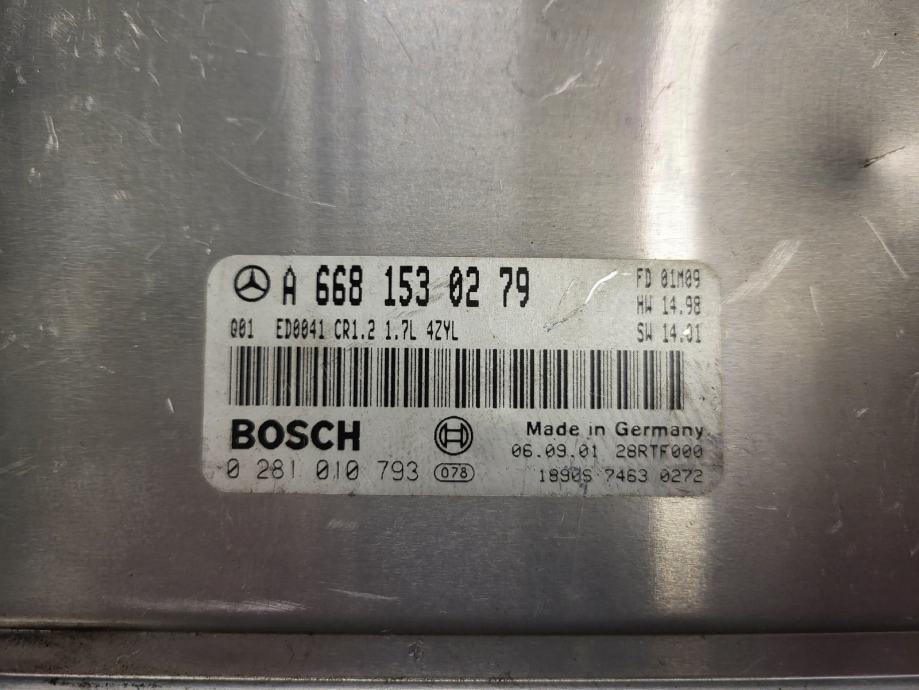 A 668 153 02 79
FD 01M09
HW 14.98
Q01 ED0041 CR1.2 1.7L 4ZYL
SW 14.01
BOSCH
Made in Germany
06.09.01 28RTF000
0 281 010 793 078
1890S 7463 0272